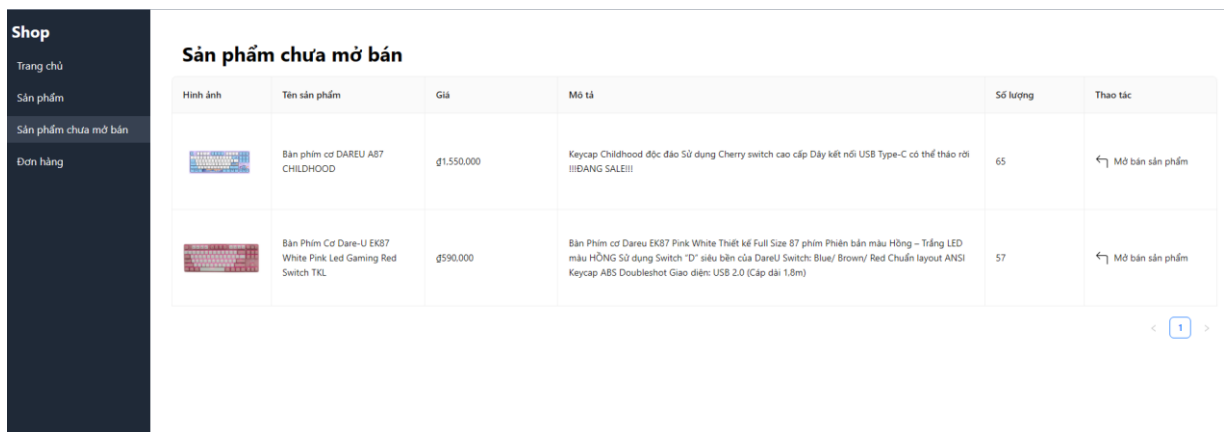 Shop
Trang chủ
Sản phẩm
Sản phẩm chưa mở bán
Đơn hàng
Sản phẩm chưa mở bán
Hình ảnh Tên sản phẩm Giá Mô tả Số lượng Thao tác
Bàn phím cơ DAREU A87
CHILDHOOD
₫1.550.000
Keycap Childhood độc đáo Sử dụng Cherry switch cao cấp Dây kết nối USB Type-C có thể tháo rời
!!!ĐANG SALE!!!
65
Mở bán sản phẩm
Bàn Phím Cơ Dare-U EK87
White Pink Led Gaming Red
Switch TKL
₫590.000
Bàn Phím cơ Dareu EK87 Pink White Thiết kế Full Size 87 phím Phiên bản màu Hồng – Trắng LED
màu HỒNG Sử dụng Switch “D” siêu bền của DareU Switch: Blue/ Brown/ Red Chuẩn layout ANSI
Keycap ABS Doubleshot Giao diện: USB 2.0 (Cáp dài 1.8m)
57
Mở bán sản phẩm
< 1 >